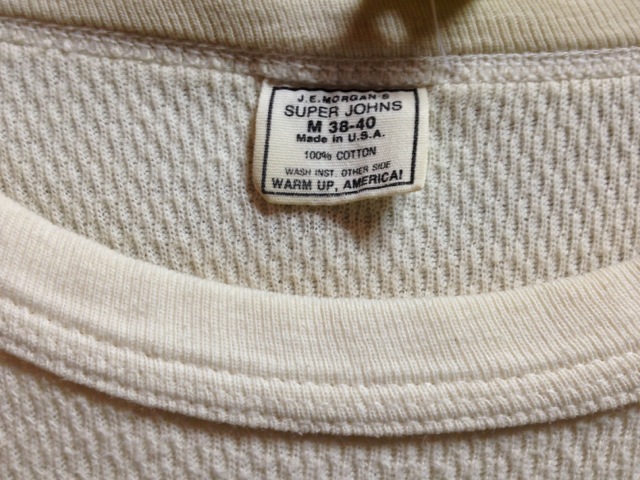 J.E. MORGAN'S
SUPER JOHNS
M 38-40
Made in U.S.A.
100% COTTON
WASH INST. OTHER SIDE
WARM UP, AMERICA!